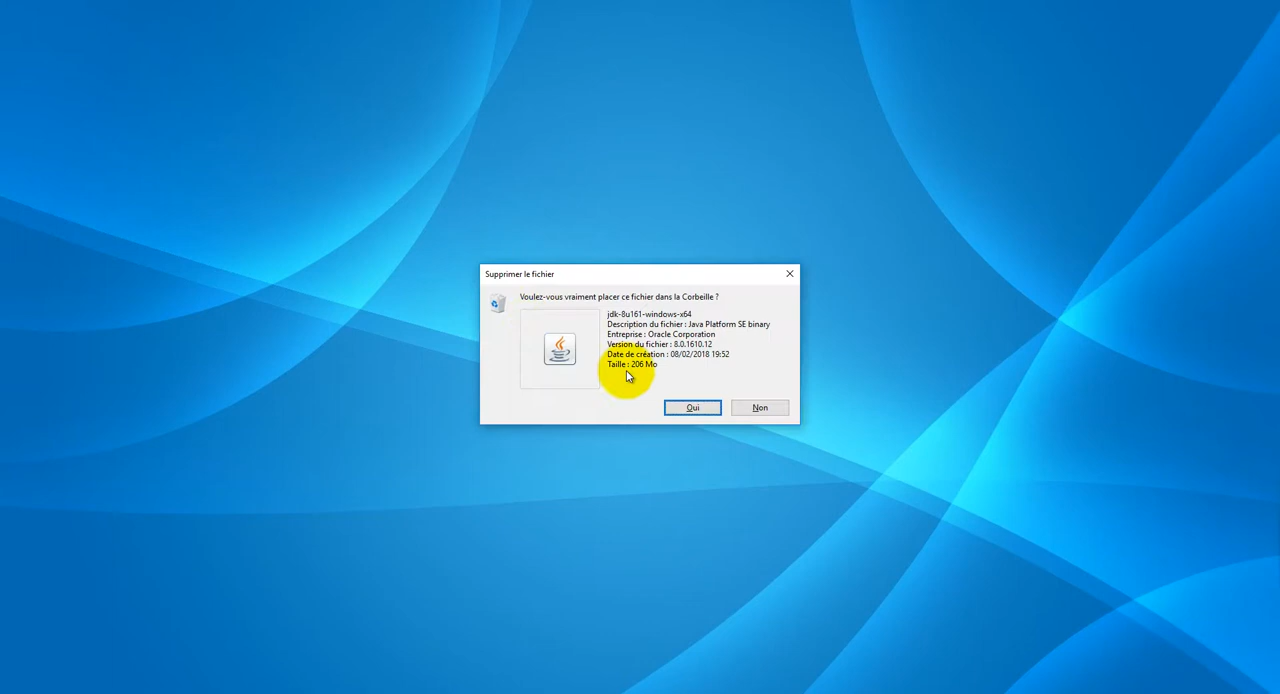 Supprimer le fichier
Voulez-vous vraiment placer ce fichier dans la Corbeille ?
jdk-8u161-windows-x64
Description du fichier : Java Platform SE binary
Entreprise : Oracle Corporation
Version du fichier : 8.0.1610.12
Date de création : 08/02/2018 19:52
Taille : 206 Mo
Oui
Non